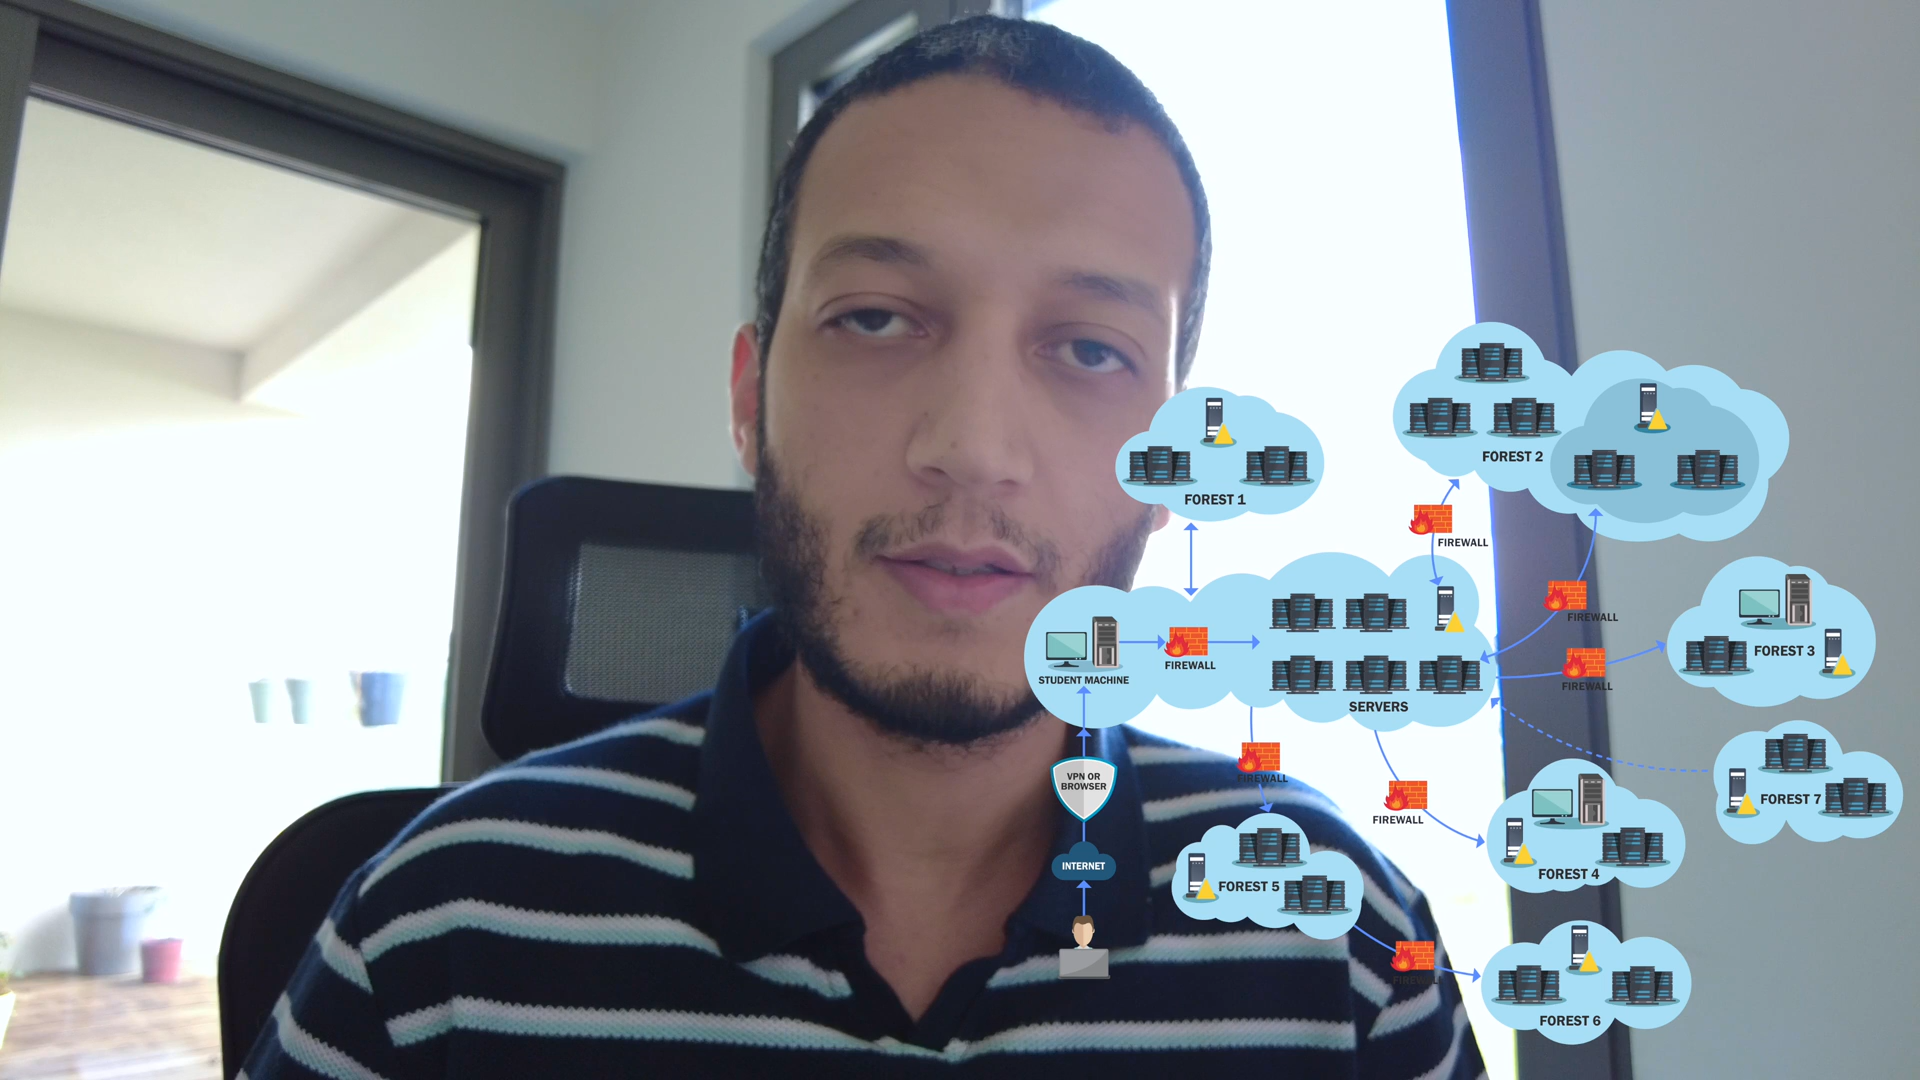 FOREST 1
FOREST 2
FIREWALL
FIREWALL
FOREST 3
STUDENT MACHINE
FIREWALL
SERVERS
FIREWALL
VPN OR
BROWSER
FIREWALL
FIREWALL
FOREST 7
INTERNET
FOREST 5
FOREST 4
FIREWALL
FOREST 6